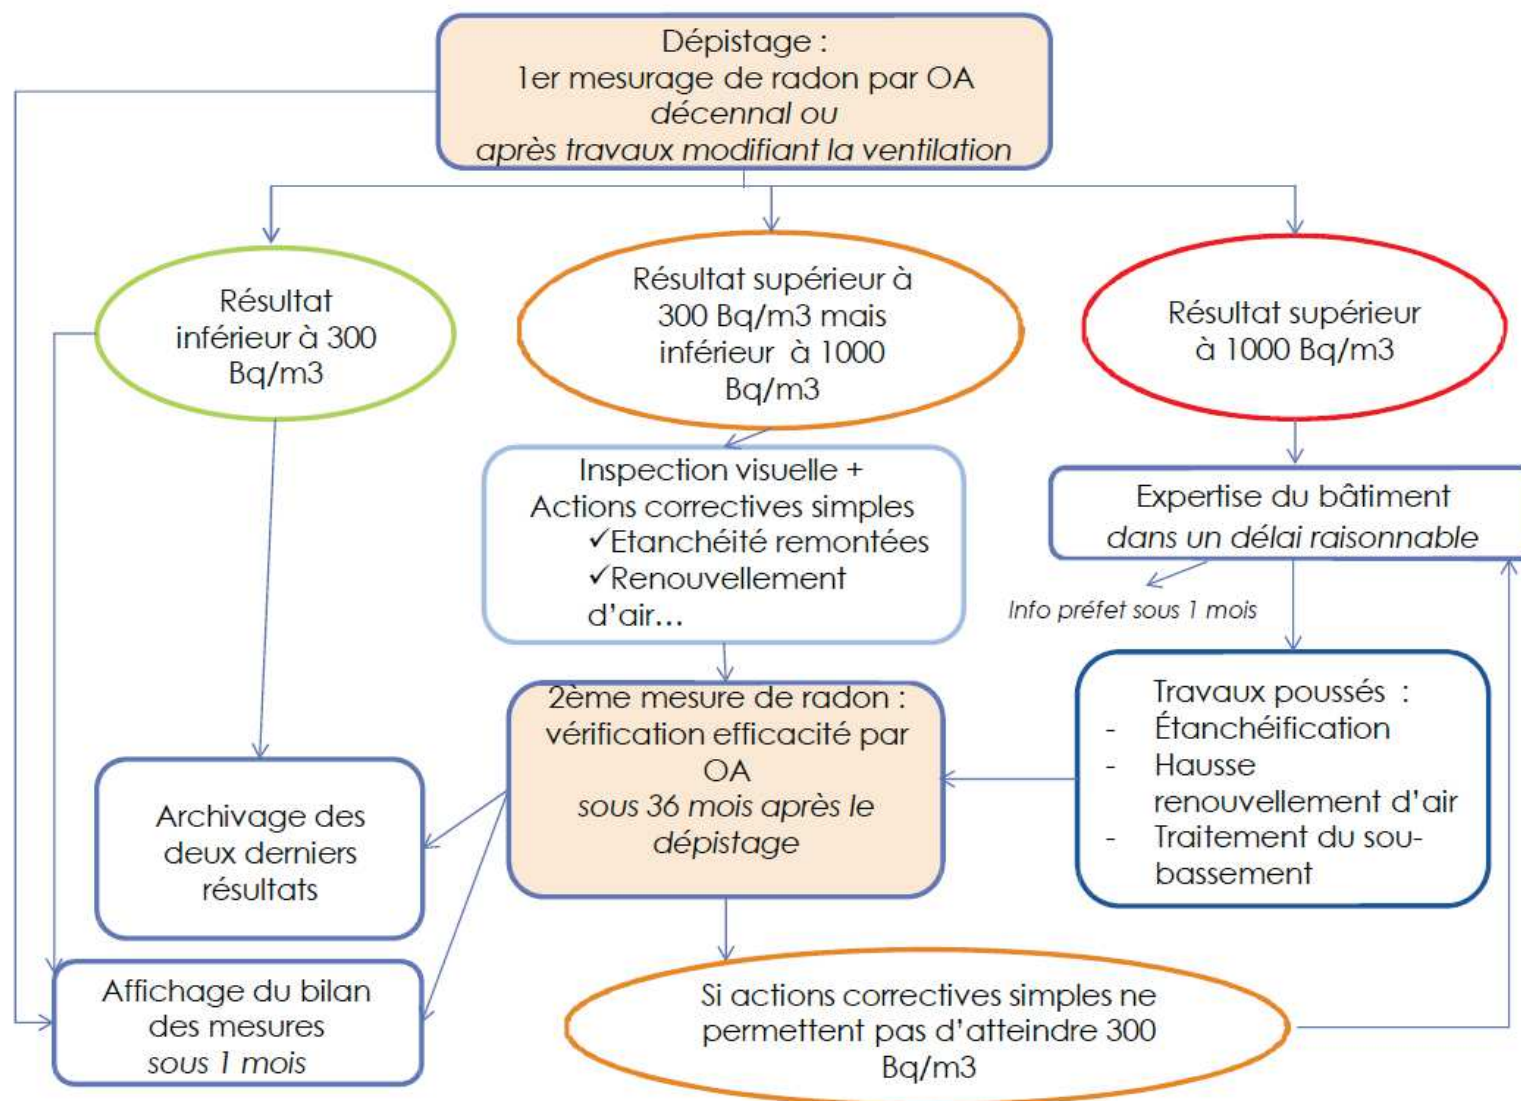 Dépistage :
1er mesurage de radon par OA
décennal ou
après travaux modifiant la ventilation
Résultat
inférieur à 300
Bq/m3
Résultat supérieur à
300 Bq/m3 mais
inférieur à 1000
Bq/m3
Résultat supérieur
à 1000 Bq/m3
Inspection visuelle +
Actions correctives simples
✓Etanchéité remontées
✓Renouvellement
d'air...
Expertise du bâtiment
dans un délai raisonnable
Info préfet sous 1 mois
2ème mesure de radon :
vérification efficacité par
OA
sous 36 mois après le
dépistage
Travaux poussés :
- Étanchéification
- Hausse
renouvellement d'air
- Traitement du sou-
bassement
Archivage des
deux derniers
résultats
Affichage du bilan
des mesures
sous 1 mois
Si actions correctives simples ne
permettent pas d'atteindre 300
Bq/m3